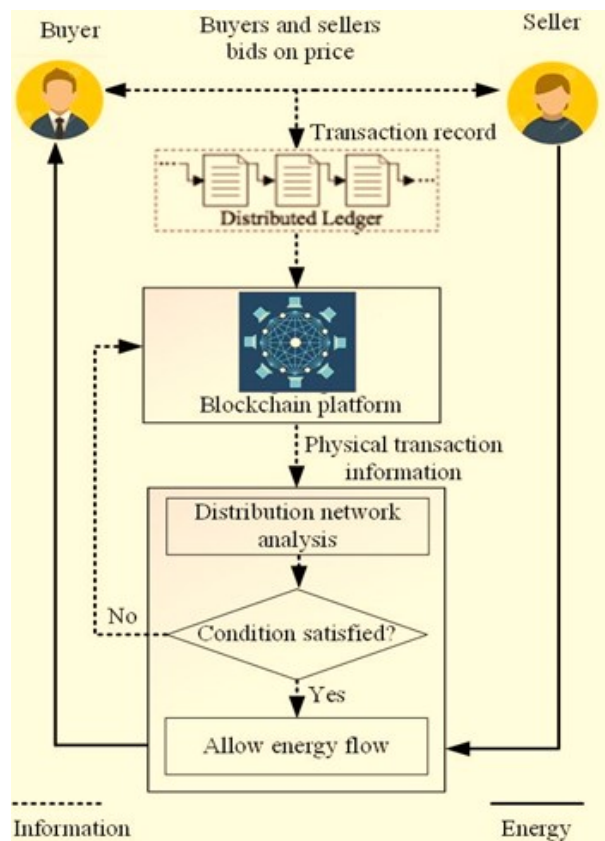 Buyer
Buyers and sellers
bids on price
Seller
Transaction record
Distributed Ledger
Blockchain platform
Physical transaction
information
Distribution network
analysis
No
Condition satisfied?
Yes
Allow energy flow
Information
Energy